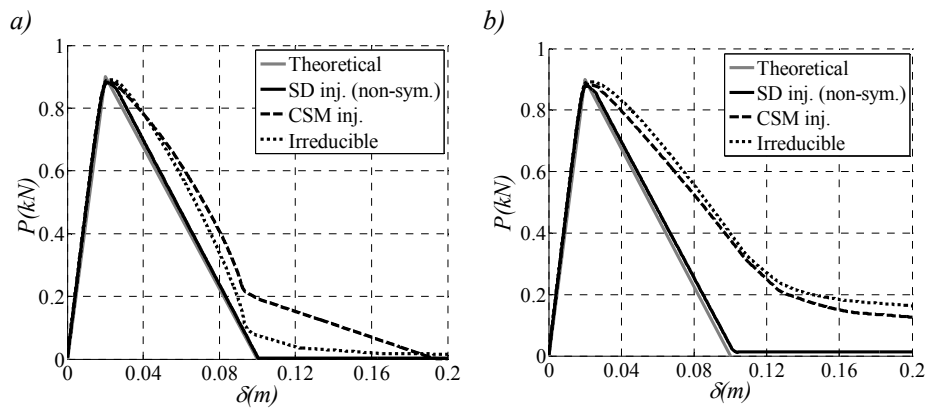 a)
1
0.8
0.6
0.4
0.2
0
P(kN)
0 0.04 0.08 0.12 0.16 0.2
δ(m)
Theoretical
SD inj. (non-sym.)
CSM inj.
Irreducible
b)
1
0.8
0.6
0.4
0.2
0
P(kN)
0 0.04 0.08 0.12 0.16 0.2
δ(m)
Theoretical
SD inj. (non-sym.)
CSM inj.
Irreducible